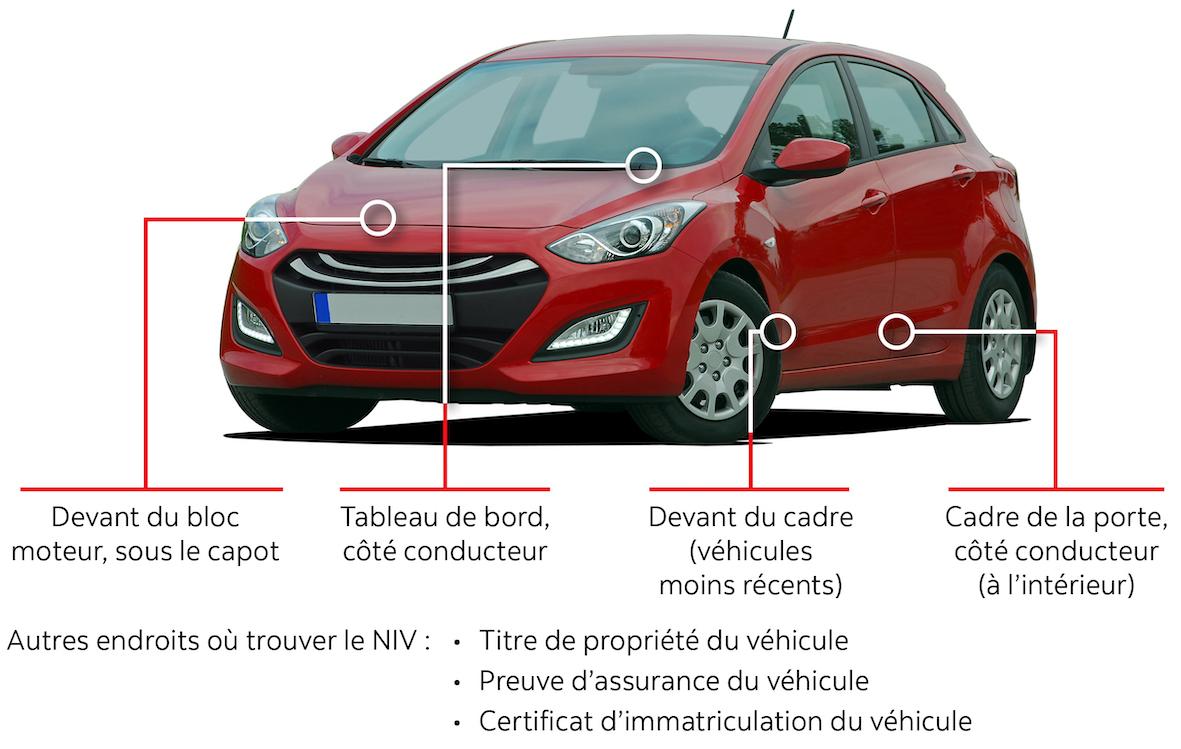 Devant du bloc
moteur, sous le capot
Tableau de bord,
côté conducteur
Devant du cadre
(véhicules
moins récents)
Cadre de la porte,
côté conducteur
(à l’intérieur)
Autres endroits où trouver le NIV :
• Titre de propriété du véhicule
• Preuve d’assurance du véhicule
• Certificat d’immatriculation du véhicule